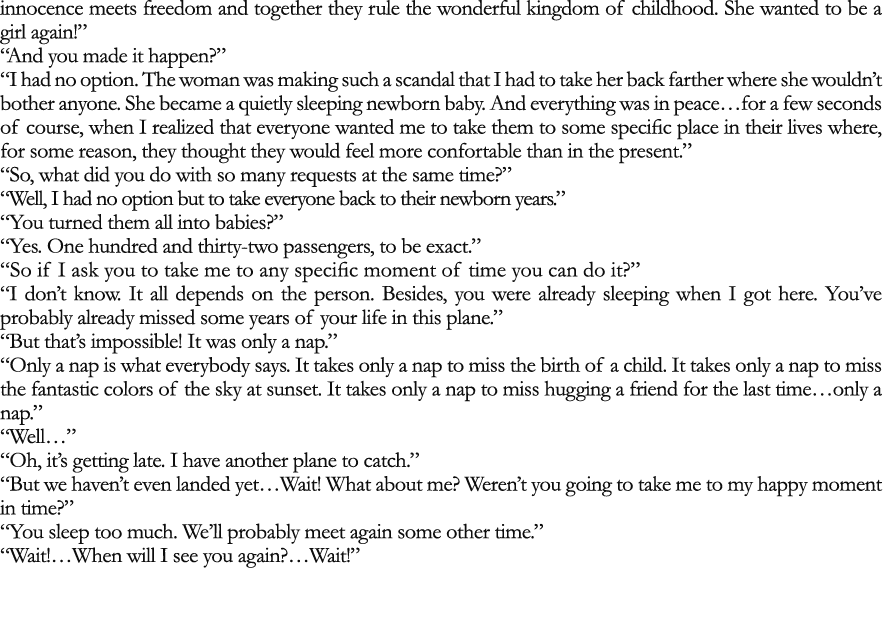 innocence meets freedom and together they rule the wonderful kingdom of childhood. She wanted to be a
girl again!”
“And you made it happen?”
“I had no option. The woman was making such a scandal that I had to take her back farther where she wouldn’t
bother anyone. She became a quietly sleeping newborn baby. And everything was in peace…for a few seconds
of course, when I realized that everyone wanted me to take them to some specific place in their lives where,
for some reason, they thought they would feel more confortable than in the present.”
“So, what did you do with so many requests at the same time?”
“Well, I had no option but to take everyone back to their newborn years.”
“You turned them all into babies?”
“Yes. One hundred and thirty-two passengers, to be exact.”
“So if I ask you to take me to any specific moment of time you can do it?”
“I don’t know. It all depends on the person. Besides, you were already sleeping when I got here. You’ve
probably already missed some years of your life in this plane.”
“But that’s impossible! It was only a nap.”
“Only a nap is what everybody says. It takes only a nap to miss the birth of a child. It takes only a nap to miss
the fantastic colors of the sky at sunset. It takes only a nap to miss hugging a friend for the last time…only a
nap.”
“Well…”
“Oh, it’s getting late. I have another plane to catch.”
“But we haven’t even landed yet…Wait! What about me? Weren’t you going to take me to my happy moment
in time?”
“You sleep too much. We’ll probably meet again some other time.”
“Wait!…When will I see you again?…Wait!”